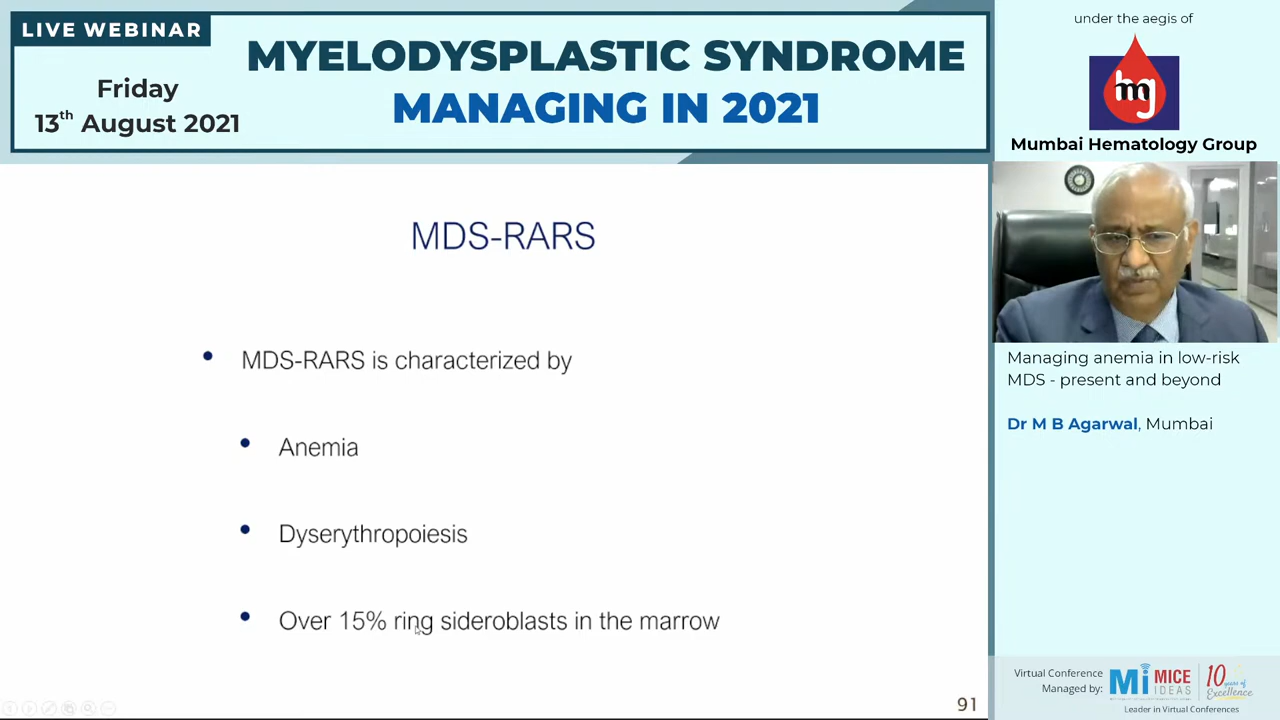 LIVE WEBINAR
Friday
13th August 2021
MYELODYSPLASTIC SYNDROME
MANAGING IN 2021
under the aegis of
hmg
Mumbai Hematology Group
MDS-RARS
• MDS-RARS is characterized by
• Anemia
• Dyserythropoiesis
• Over 15% ring sideroblasts in the marrow
91
Managing anemia in low-risk
MDS - present and beyond
Dr M B Agarwal, Mumbai
Virtual Conference
Managed by:
Mi MICE
IDEAS
10 years of
Excellence
Leader in Virtual Conferences